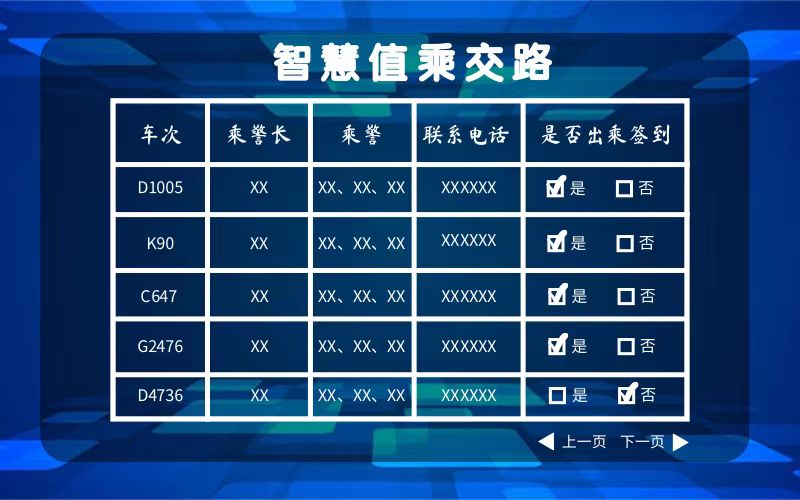 智慧值乘交路
车次 乘警长 乘警 联系电话 是否出乘签到
D1005 XX XX、XX、XX XXXXXX 是 否
K90 XX XX、XX、XX XXXXXX 是 否
C647 XX XX、XX、XX XXXXXX 是 否
G2476 XX XX、XX、XX XXXXXX 是 否
D4736 XX XX、XX、XX XXXXXX 是 否
上一页 下一页